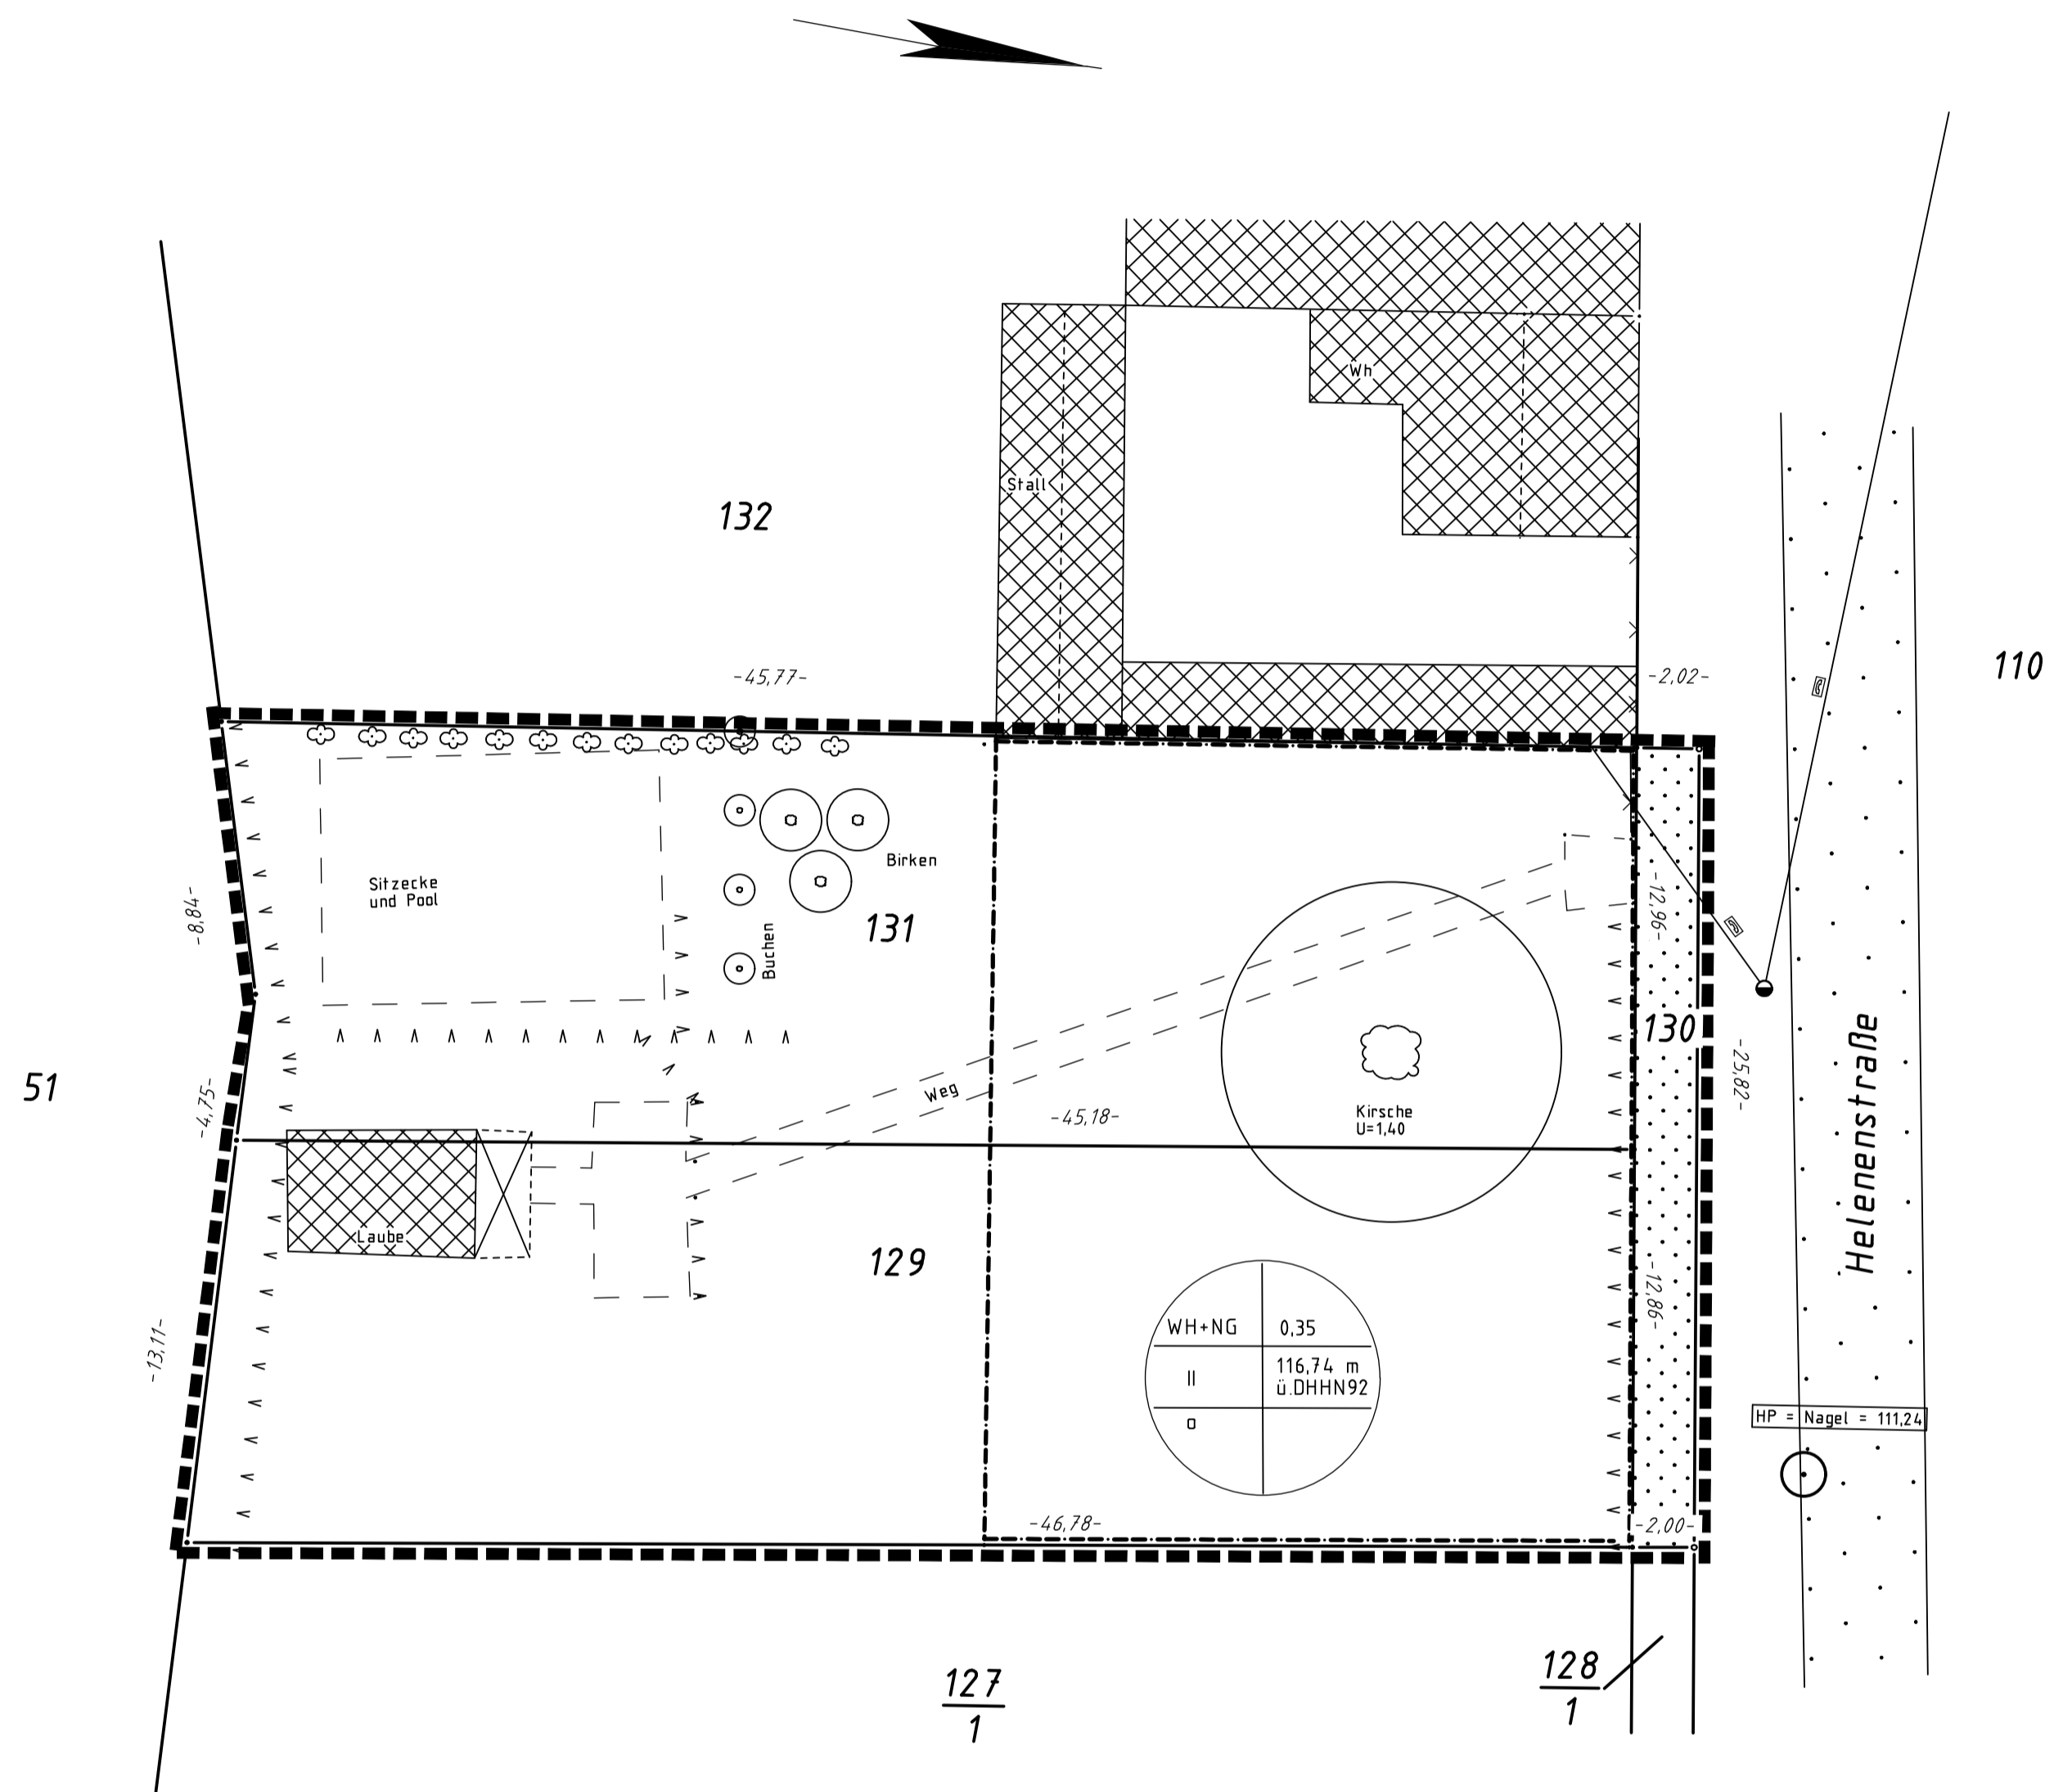 Wh
Stall
132
-45,77-
-2,02-
110
Sitzecke
und Pool
Birken
131
Buchen
-8,84-
-12,96-
130
-25,82-
Helenenstraße
51
-4,75-
Weg
-45,18-
Kirsche
U=1,40
Laube
129
-12,86-
-13,11-
WH+NG
0,35
II
116,74 m
ü.DHHN92
o
HP = Nagel = 111,24
-46,78-
-2,00-
127
1
128
1